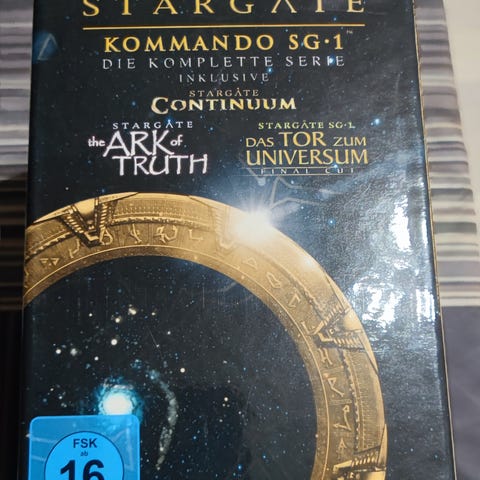 STARGATE
KOMMANDO SG·1™
DIE KOMPLETTE SERIE
INKLUSIVE
STARGATE
CONTINUUM
STARGATE
the ARK of
TRUTH
STARGATE SG·1
DAS TOR ZUM
UNIVERSUM
FINAL CUT
FSK
ab
16